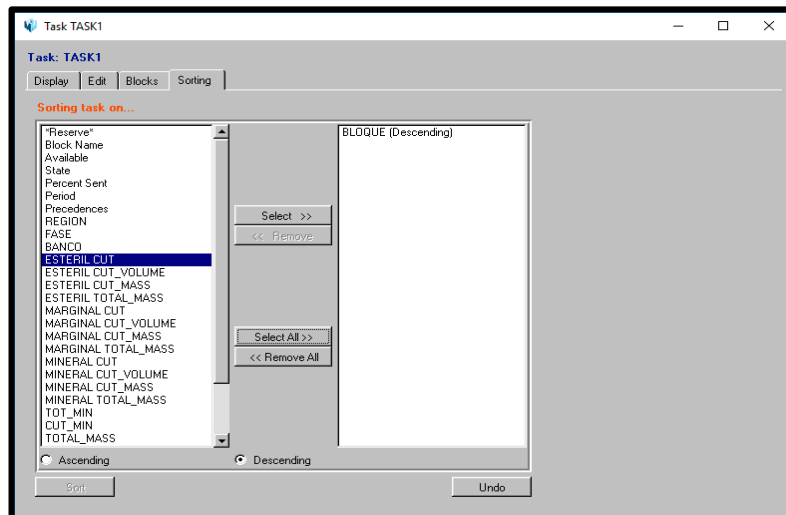 Task TASK1
Task: TASK1
Display Edit Blocks Sorting
Sorting task on...
"Reserve"
Block Name
Available
State
Percent Sent
Period
Precedences
REGION
FASE
BANCO
ESTERIL CUT
ESTERIL CUT_VOLUME
ESTERIL CUT_MASS
ESTERIL TOTAL_MASS
MARGINAL CUT
MARGINAL CUT_VOLUME
MARGINAL CUT_MASS
MARGINAL TOTAL_MASS
MINERAL CUT
MINERAL CUT_VOLUME
MINERAL CUT_MASS
MINERAL TOTAL_MASS
TOT_MIN
CUT_MIN
TOTAL_MASS
Select >>
<< Remove
Select All >>
<< Remove All
BLOQUE (Descending)
Ascending Descending
Sort Undo